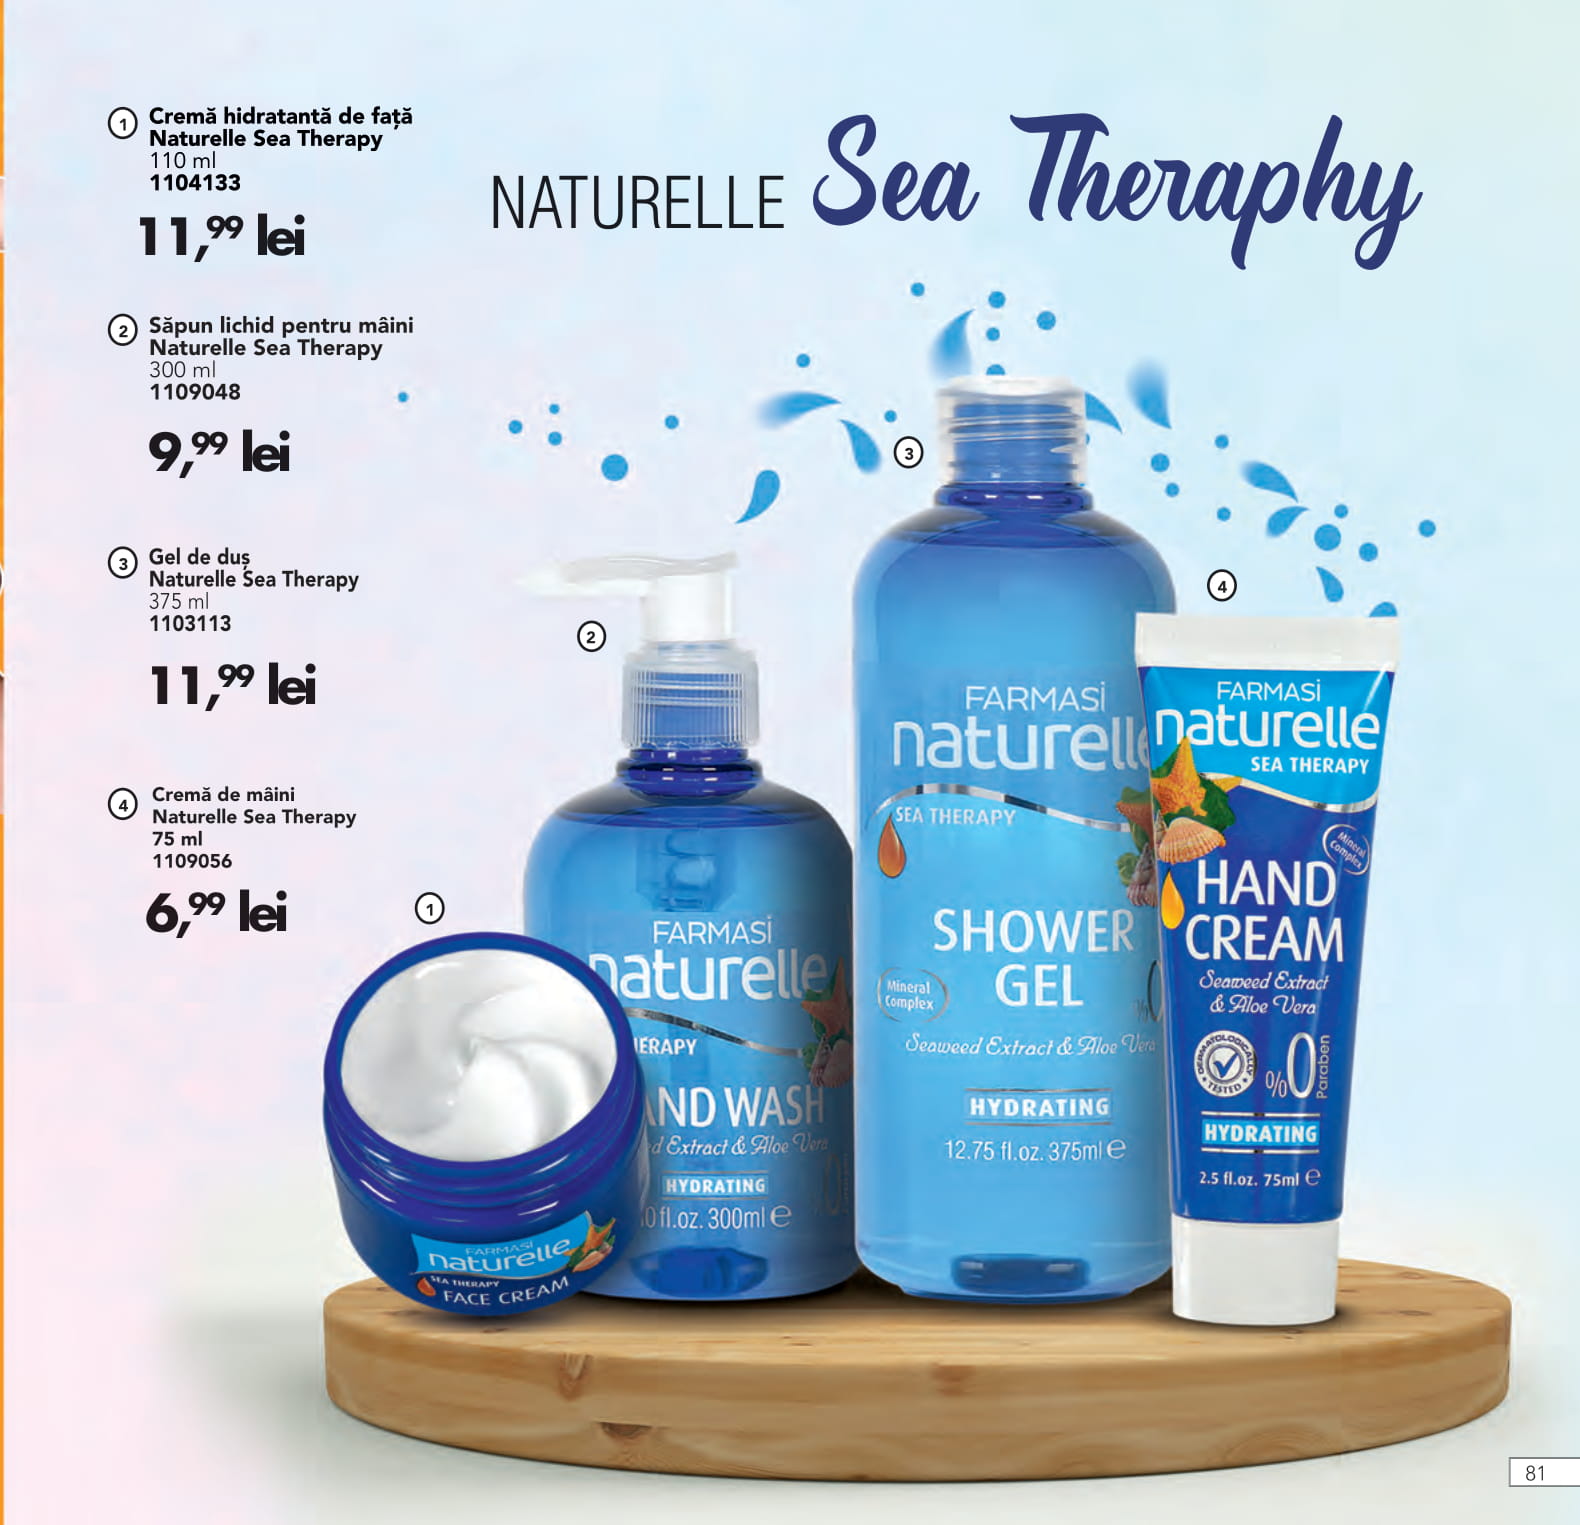 1
Cremă hidratantă de față
Naturelle Sea Therapy
110 ml
1104133
11,99 lei
NATURELLE Sea Theraphy
2
Săpun lichid pentru mâini
Naturelle Sea Therapy
300 ml
1109048
9,99 lei
3
Gel de duș
Naturelle Sea Therapy
375 ml
1103113
11,99 lei
4
Cremă de mâini
Naturelle Sea Therapy
75 ml
1109056
6,99 lei
1
FARMASİ
naturelle
SEA THERAPY
FACE CREAM
2
FARMASİ
naturelle
ERAPY
AND WASH
d Extract & Aloe Vera
HYDRATING
0 fl.oz. 300ml ℮
3
FARMASİ
naturelle
SEA THERAPY
SHOWER
GEL
Mineral
Complex
%0
Seaweed Extract & Aloe Vera
HYDRATING
12.75 fl.oz. 375ml ℮
4
FARMASİ
naturelle
SEA THERAPY
Mineral
Complex
HAND
CREAM
Seaweed Extract
& Aloe Vera
DERMATOLOGICALLY
TESTED
%0
Paraben
HYDRATING
2.5 fl.oz. 75ml ℮
81